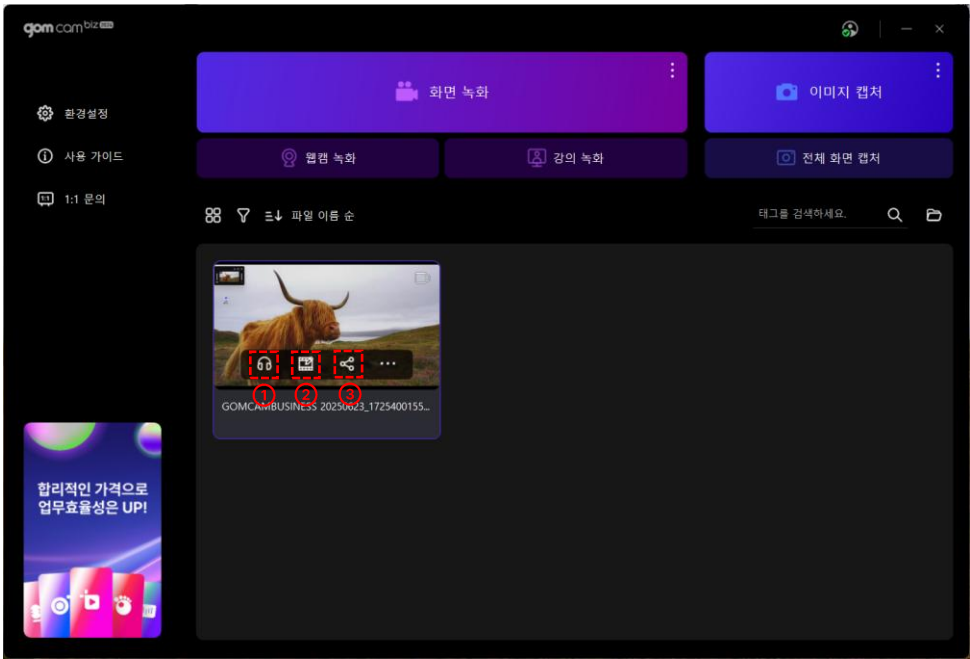 gom cam biz 2024
환경설정
사용 가이드
1:1 문의
화면 녹화
이미지 캡처
웹캠 녹화
강의 녹화
전체 화면 캡처
파일 이름 순
태그를 검색하세요.
① ② ③
GOMCAMBUSINESS 20250623_1725400155...
합리적인 가격으로
업무효율성은 UP!